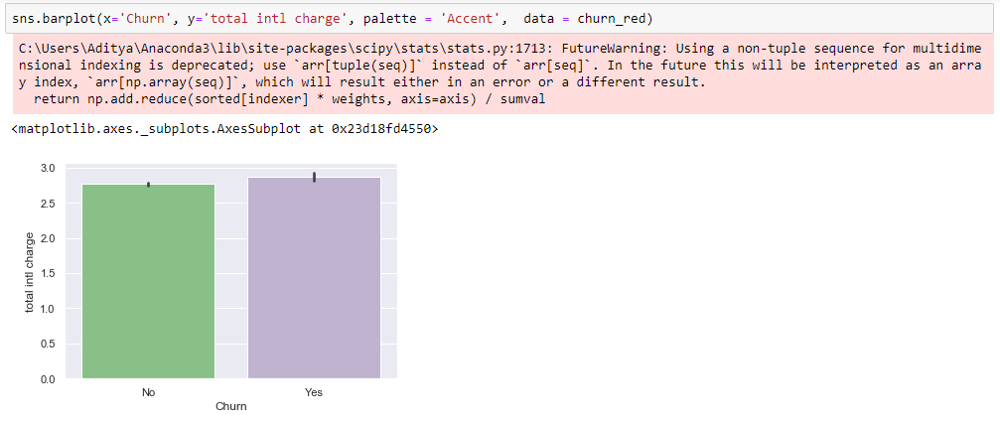 sns.barplot(x='Churn', y='total intl charge', palette = 'Accent',  data = churn_red)
C:\Users\Aditya\Anaconda3\lib\site-packages\scipy\stats\stats.py:1713: FutureWarning: Using a non-tuple sequence for multidime
nsional indexing is deprecated; use `arr[tuple(seq)]` instead of `arr[seq]`. In the future this will be interpreted as an arra
y index, `arr[np.array(seq)]`, which will result either in an error or a different result.
  return np.add.reduce(sorted[indexer] * weights, axis=axis) / sumval
<matplotlib.axes._subplots.AxesSubplot at 0x23d18fd4550>
3.0
2.5
2.0
1.5
1.0
0.5
0.0
total intl charge
No Yes
Churn